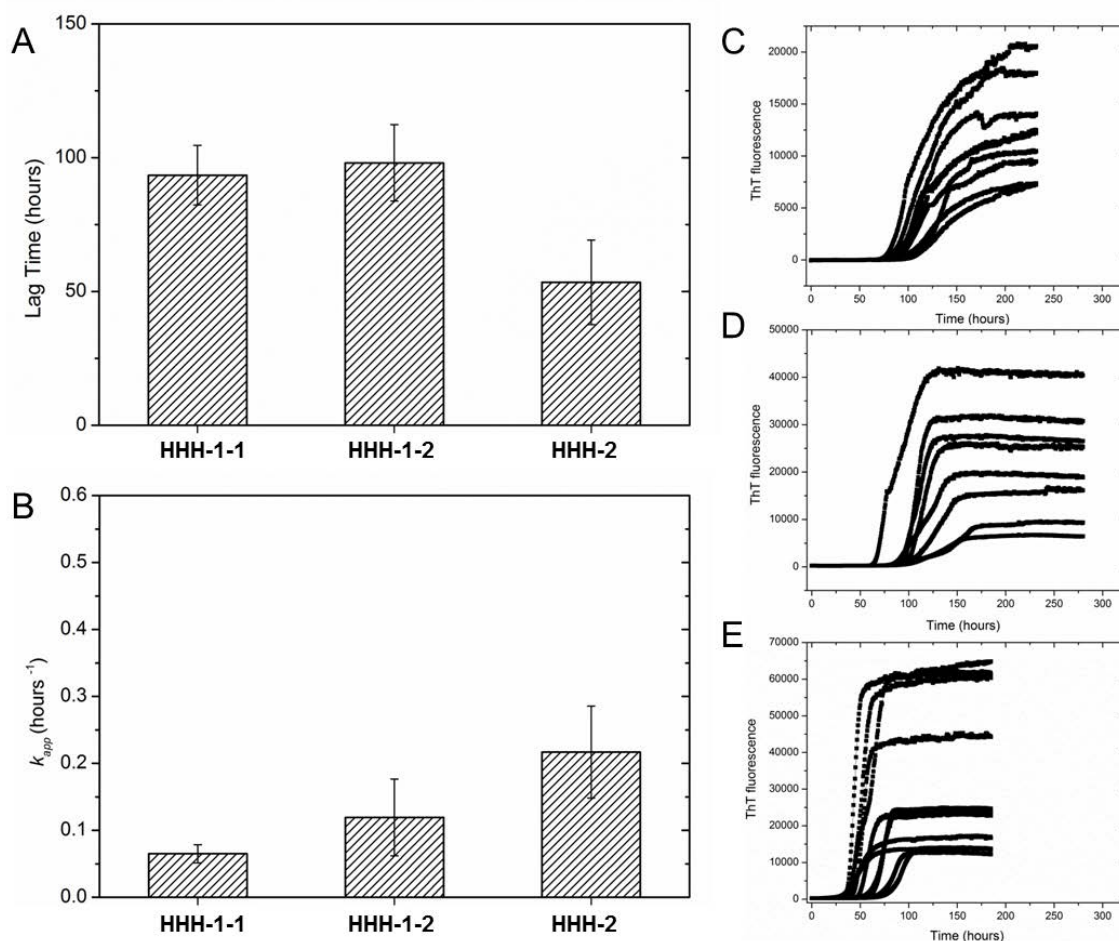 A
150
100
50
0
Lag Time (hours)
HHH-1-1 HHH-1-2 HHH-2
B
0.6
0.5
0.4
0.3
0.2
0.1
0.0
k_app (hours -1)
HHH-1-1 HHH-1-2 HHH-2
C
20000
15000
10000
5000
0
ThT fluorescence
0 50 100 150 200 250 300
Time (hours)
D
50000
40000
30000
20000
10000
0
ThT fluorescence
0 50 100 150 200 250 300
Time (hours)
E
70000
60000
50000
40000
30000
20000
10000
0
ThT fluorescence
0 50 100 150 200 250 300
Time (hours)